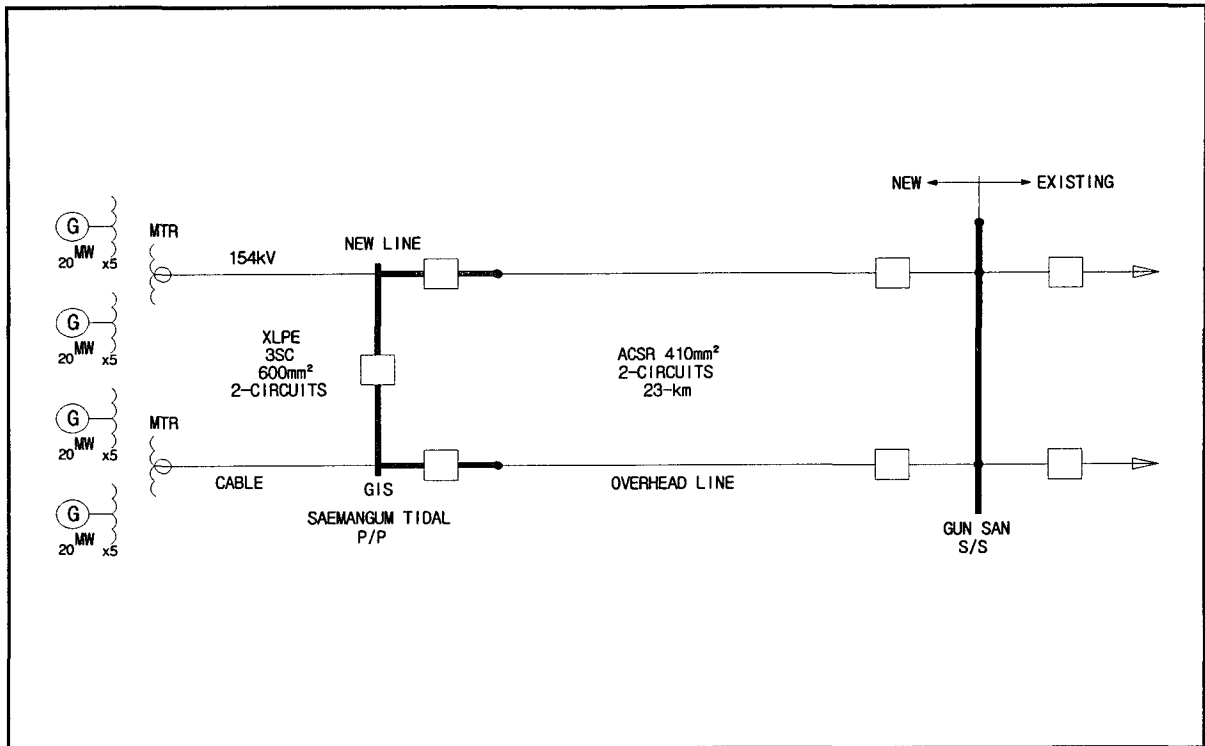 NEW
EXISTING
G
20MW x5
MTR
154kV
NEW LINE
G
20MW x5
XLPE
3SC
600mm²
2-CIRCUITS
ACSR 410mm²
2-CIRCUITS
23-km
G
20MW x5
MTR
CABLE
GIS
OVERHEAD LINE
SAEMANGUM TIDAL
P/P
GUN SAN
S/S
G
20MW x5